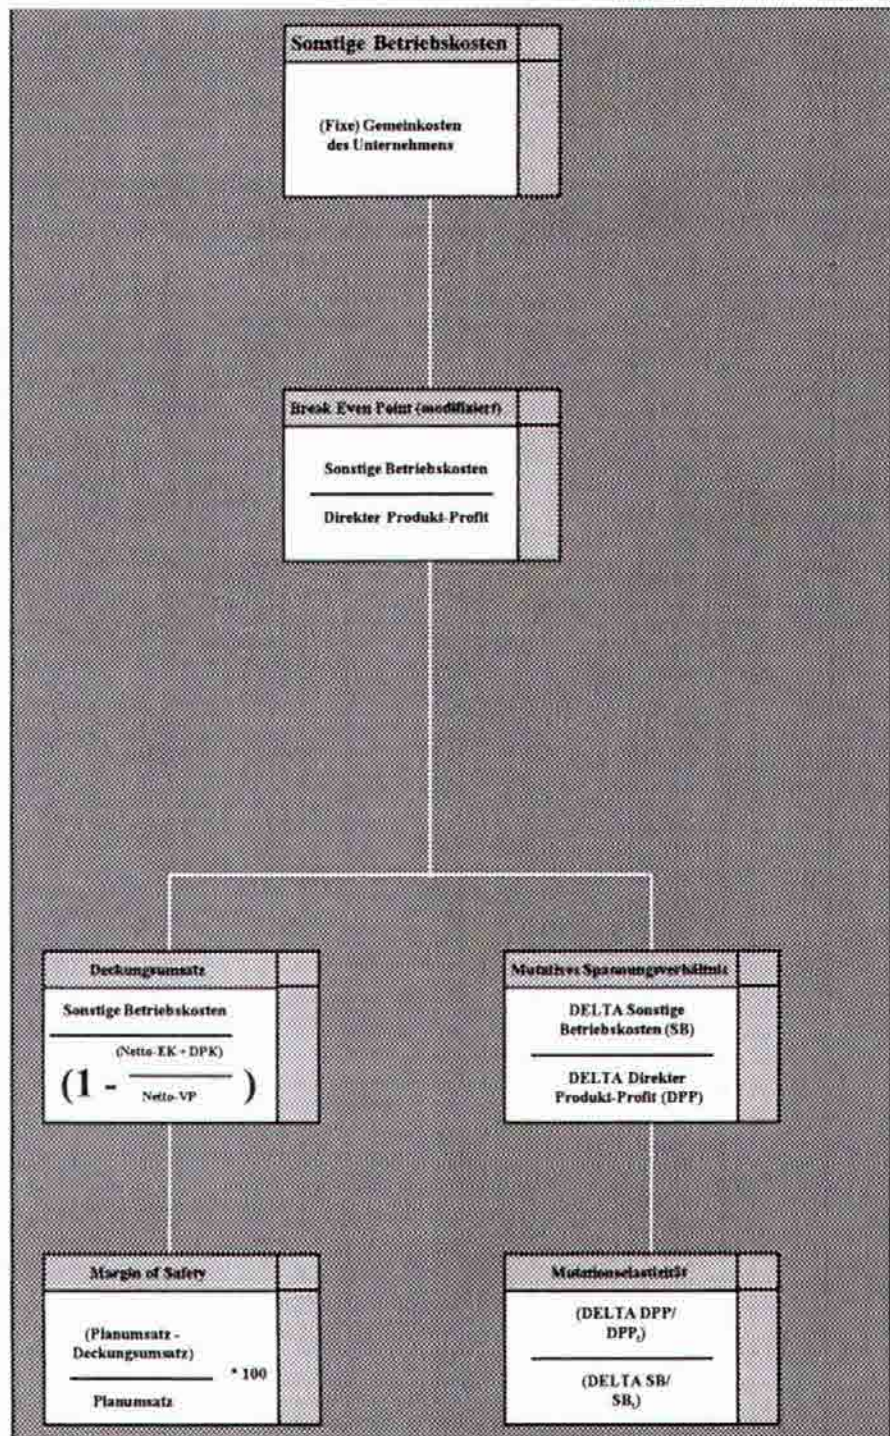 Sonstige Betriebskosten
(Fixe) Gemeinkosten
des Unternehmens
Break Even Point (modifiziert)
Sonstige Betriebskosten
Direkter Produkt-Profit
Deckungsumsatz
Sonstige Betriebskosten
(Netto-EK + DPK)
(1 - )
Netto-VP
Margin of Safety
(Planumsatz -
Deckungsumsatz)
* 100
Planumsatz
Mutatives Spannungsverhältnis
DELTA Sonstige
Betriebskosten (SB)
DELTA Direkter
Produkt-Profit (DPP)
Mutationselastizität
(DELTA DPP/
DPPt)
(DELTA SB/
SBt)